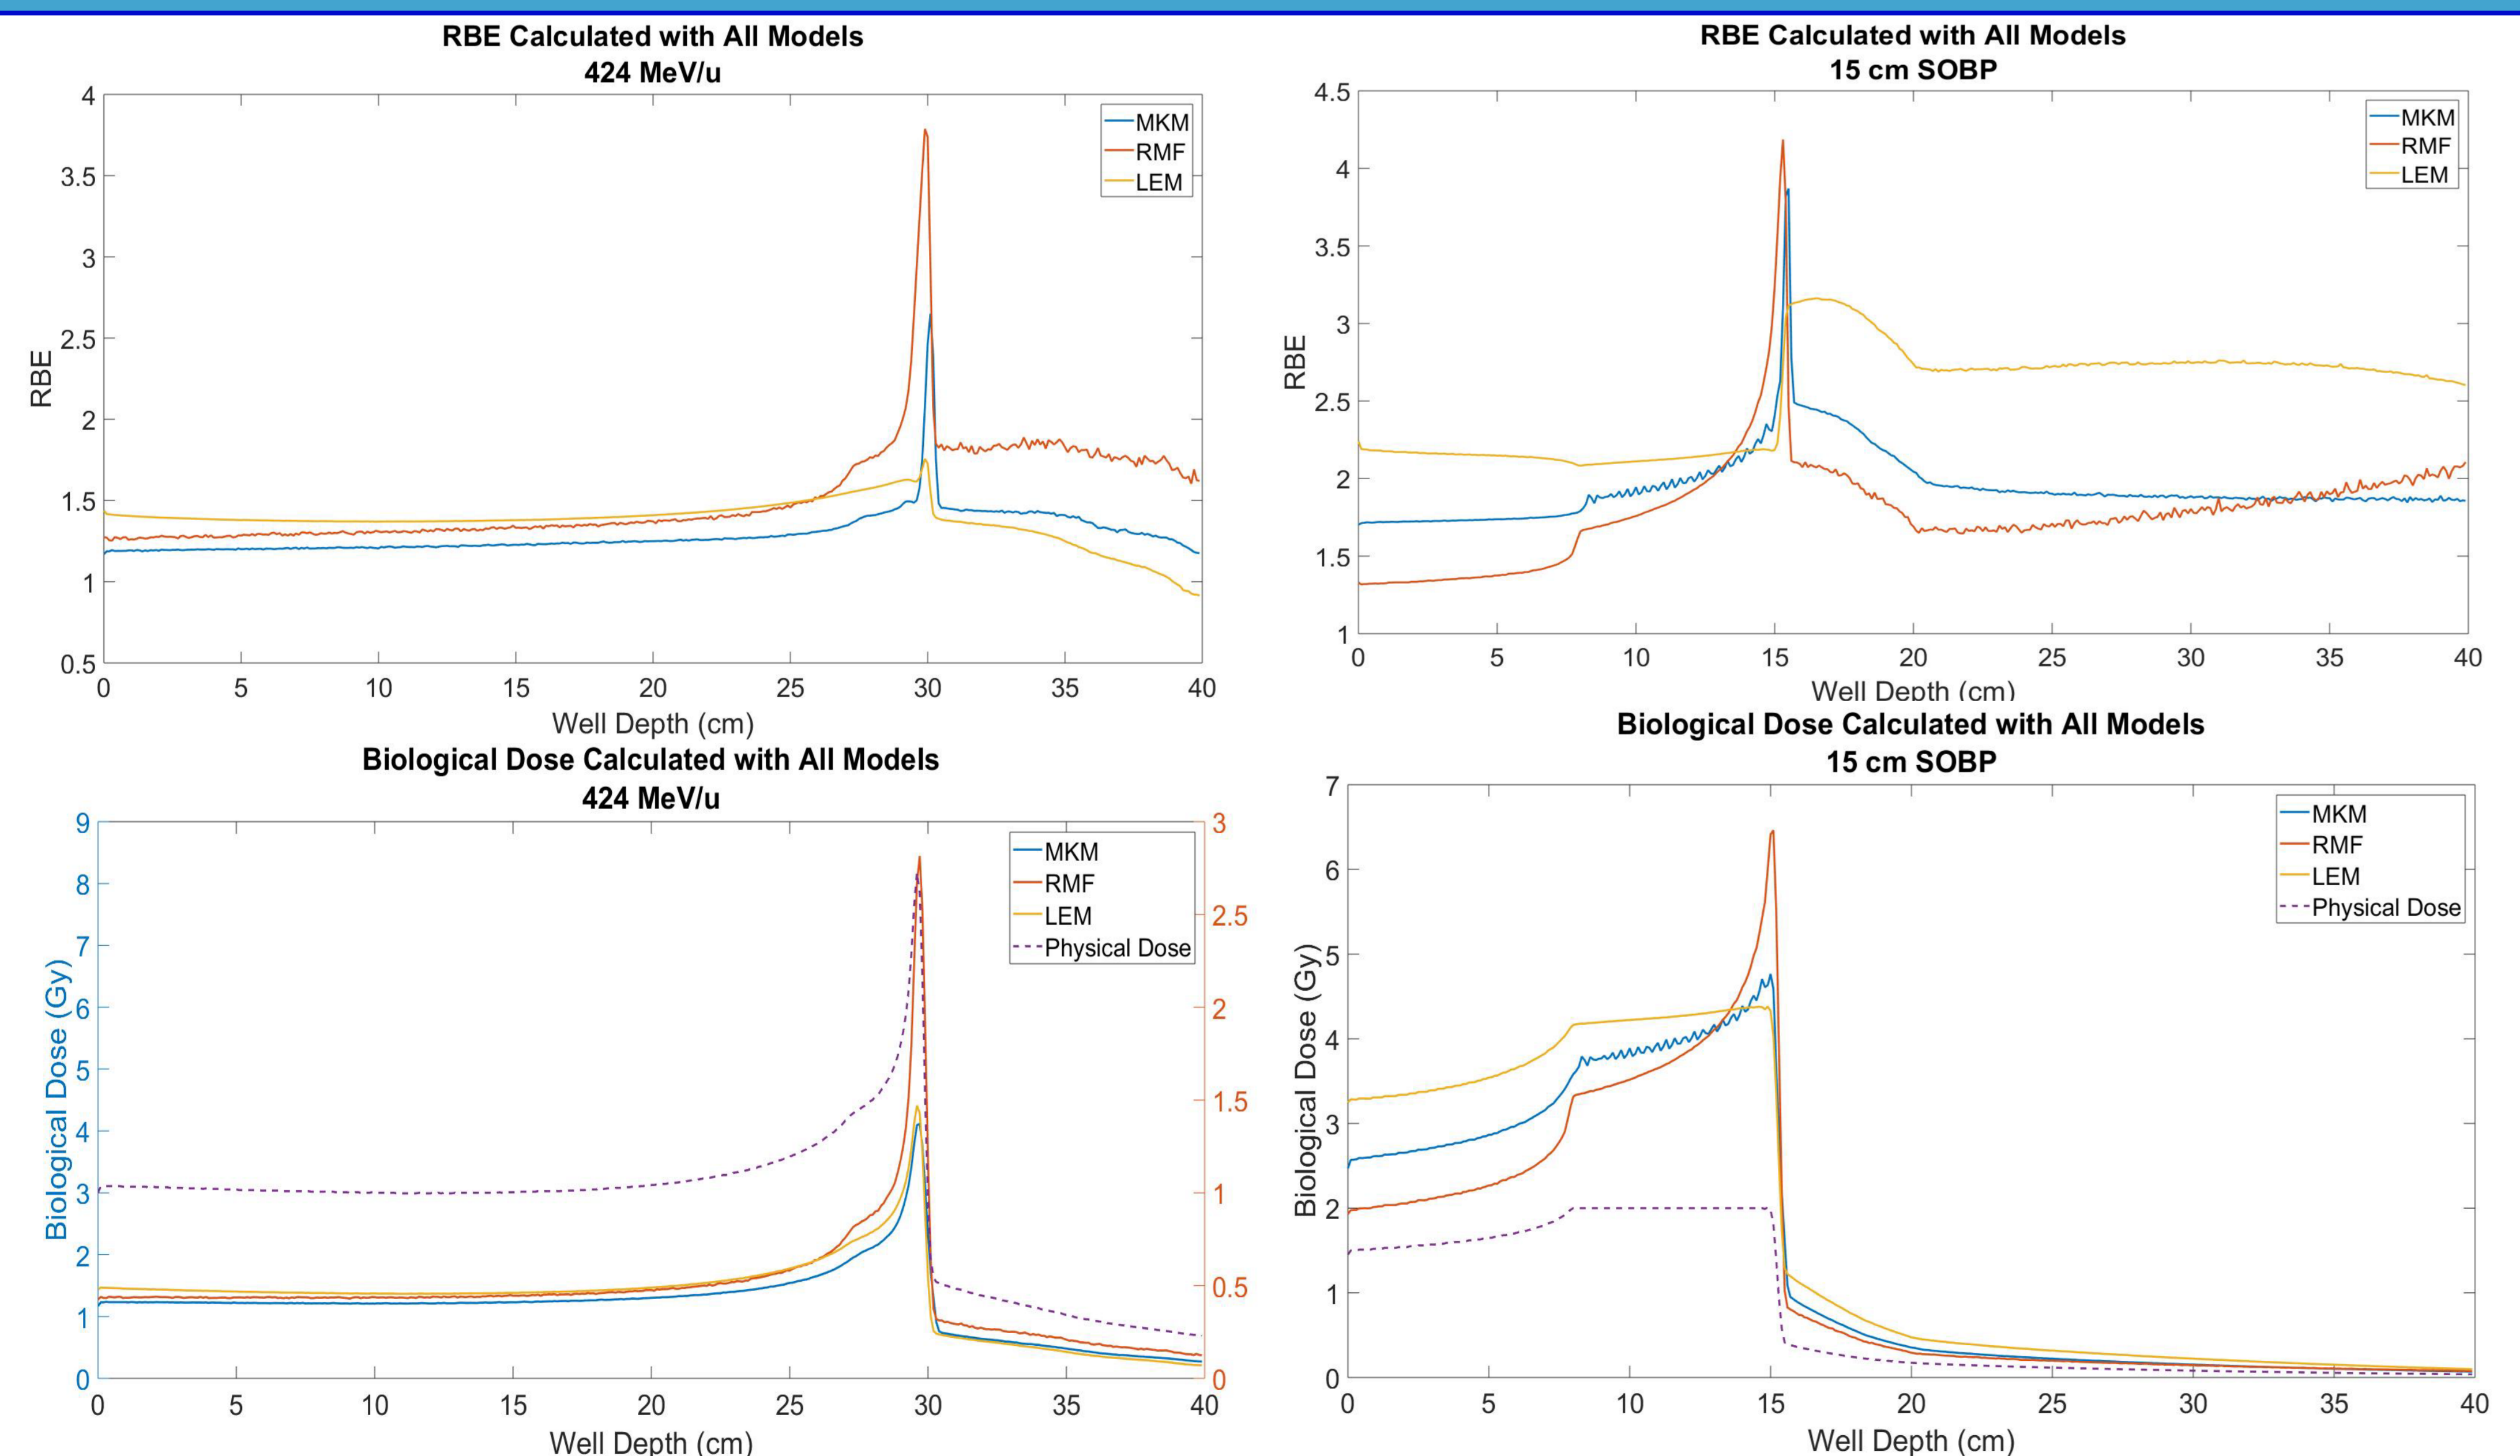 RBE Calculated with All Models
424 MeV/u
4
3.5
3
2.5
2
1.5
1
0.5
RBE
MKM
RMF
LEM
0 5 10 15 20 25 30 35 40
Well Depth (cm)
RBE Calculated with All Models
15 cm SOBP
4.5
4
3.5
3
2.5
2
1.5
1
RBE
MKM
RMF
LEM
0 5 10 15 20 25 30 35 40
Well Depth (cm)
Biological Dose Calculated with All Models
424 MeV/u
9
8
7
6
5
4
3
2
1
0
Biological Dose (Gy)
MKM
RMF
LEM
Physical Dose
3
2.5
2
1.5
1
0.5
0
0 5 10 15 20 25 30 35 40
Well Depth (cm)
Biological Dose Calculated with All Models
15 cm SOBP
7
6
5
4
3
2
1
0
Biological Dose (Gy)
MKM
RMF
LEM
Physical Dose
0 5 10 15 20 25 30 35 40
Well Depth (cm)